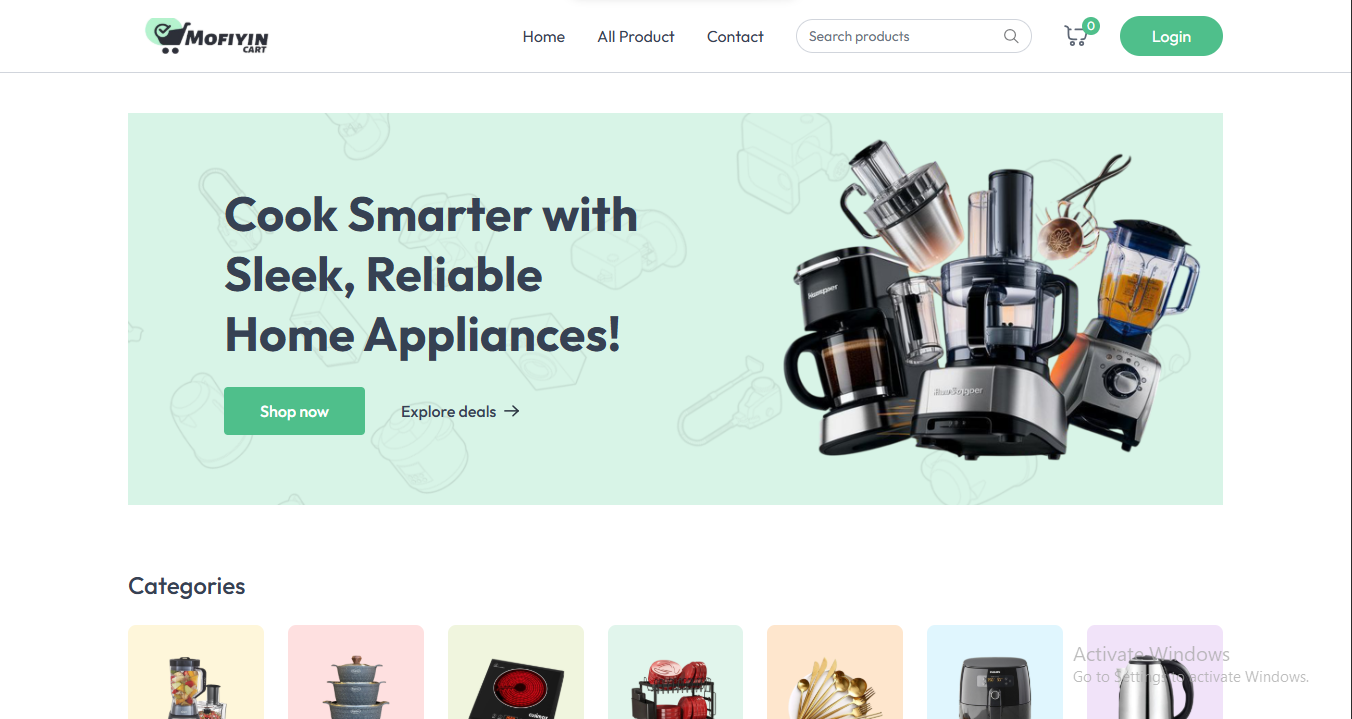 MOFIYIN
CART
Home
All Product
Contact
Search products
0
Login
Cook Smarter with
Sleek, Reliable
Home Appliances!
Shop now
Explore deals
Categories
Activate Windows
Go to Settings to activate Windows.